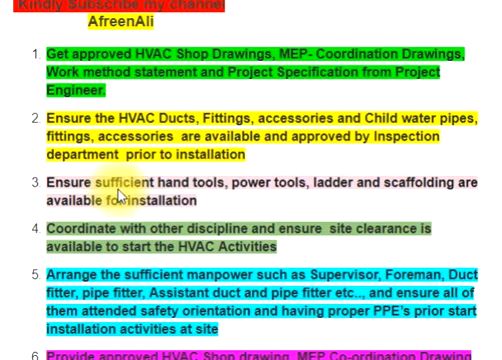 Kindly Subscribe my channel
AfreenAli
1. Get approved HVAC Shop Drawings, MEP- Coordination Drawings,
Work method statement and Project Specification from Project
Engineer.
2. Ensure the HVAC Ducts, Fittings, accessories and Child water pipes,
fittings, accessories are available and approved by Inspection
department prior to installation
3. Ensure sufficient hand tools, power tools, ladder and scaffolding are
available for installation
4. Coordinate with other discipline and ensure site clearance is
available to start the HVAC Activities
5. Arrange the sufficient manpower such as Supervisor, Foreman, Duct
fitter, pipe fitter, Assistant duct and pipe fitter etc..., and ensure all of
them attended safety orientation and having proper PPE's prior start
installation activities at site
6. Provide approved HVAC Shop drawing, MEP Co-ordination Drawing